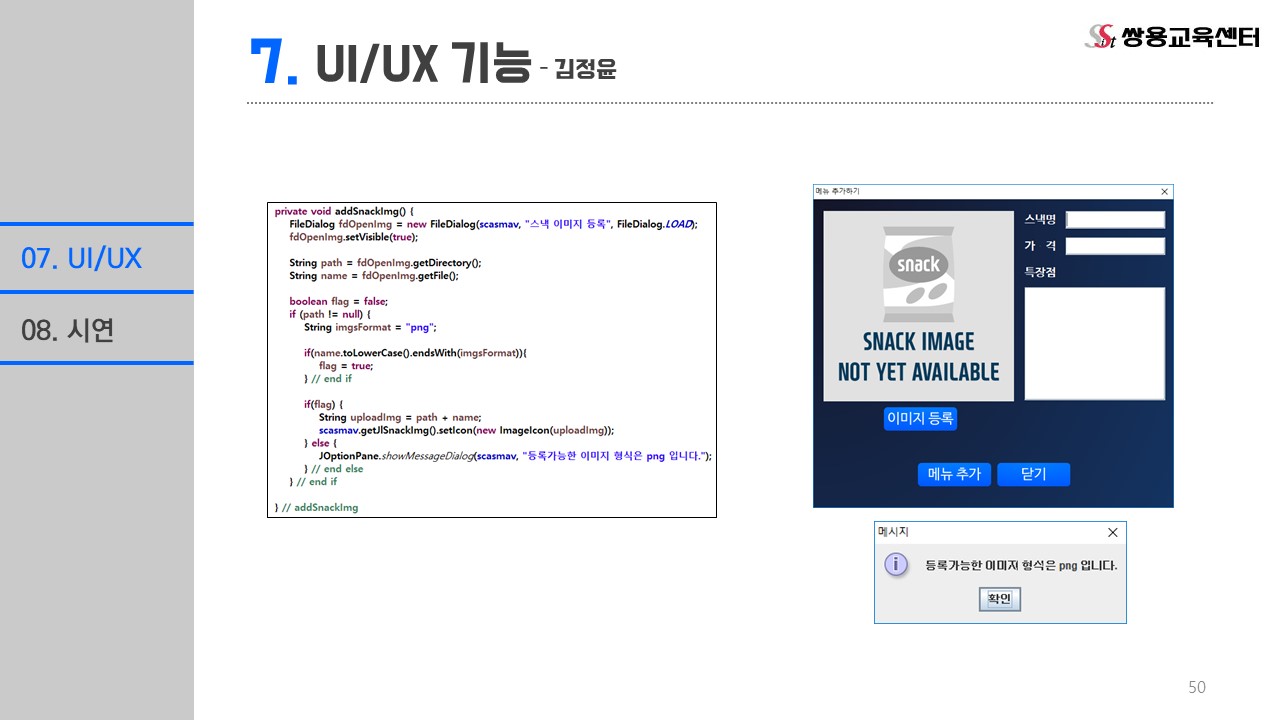 7. UI/UX 기능 - 김정윤
Sist 쌍용교육센터
07. UI/UX
08. 시연
private void addSnackImg() {
FileDialog fdOpenImg = new FileDialog(scasmav, "스낵 이미지 등록", FileDialog.LOAD);
fdOpenImg.setVisible(true);
String path = fdOpenImg.getDirectory();
String name = fdOpenImg.getFile();
boolean flag = false;
if (path != null) {
String imgsFormat = "png";
if(name.toLowerCase().endsWith(imgsFormat)){
flag = true;
} // end if
if(flag) {
String uploadImg = path + name;
scasmav.getJlSnackImg().setIcon(new ImageIcon(uploadImg));
} else {
JOptionPane.showMessageDialog(scasmav, "등록가능한 이미지 형식은 png 입니다.");
} // end else
} // end if
} // addSnackImg
메뉴 추가하기
snack
SNACK IMAGE
NOT YET AVAILABLE
스낵명
가 격
특장점
이미지 등록
메뉴 추가
닫기
메시지
등록가능한 이미지 형식은 png 입니다.
확인
50